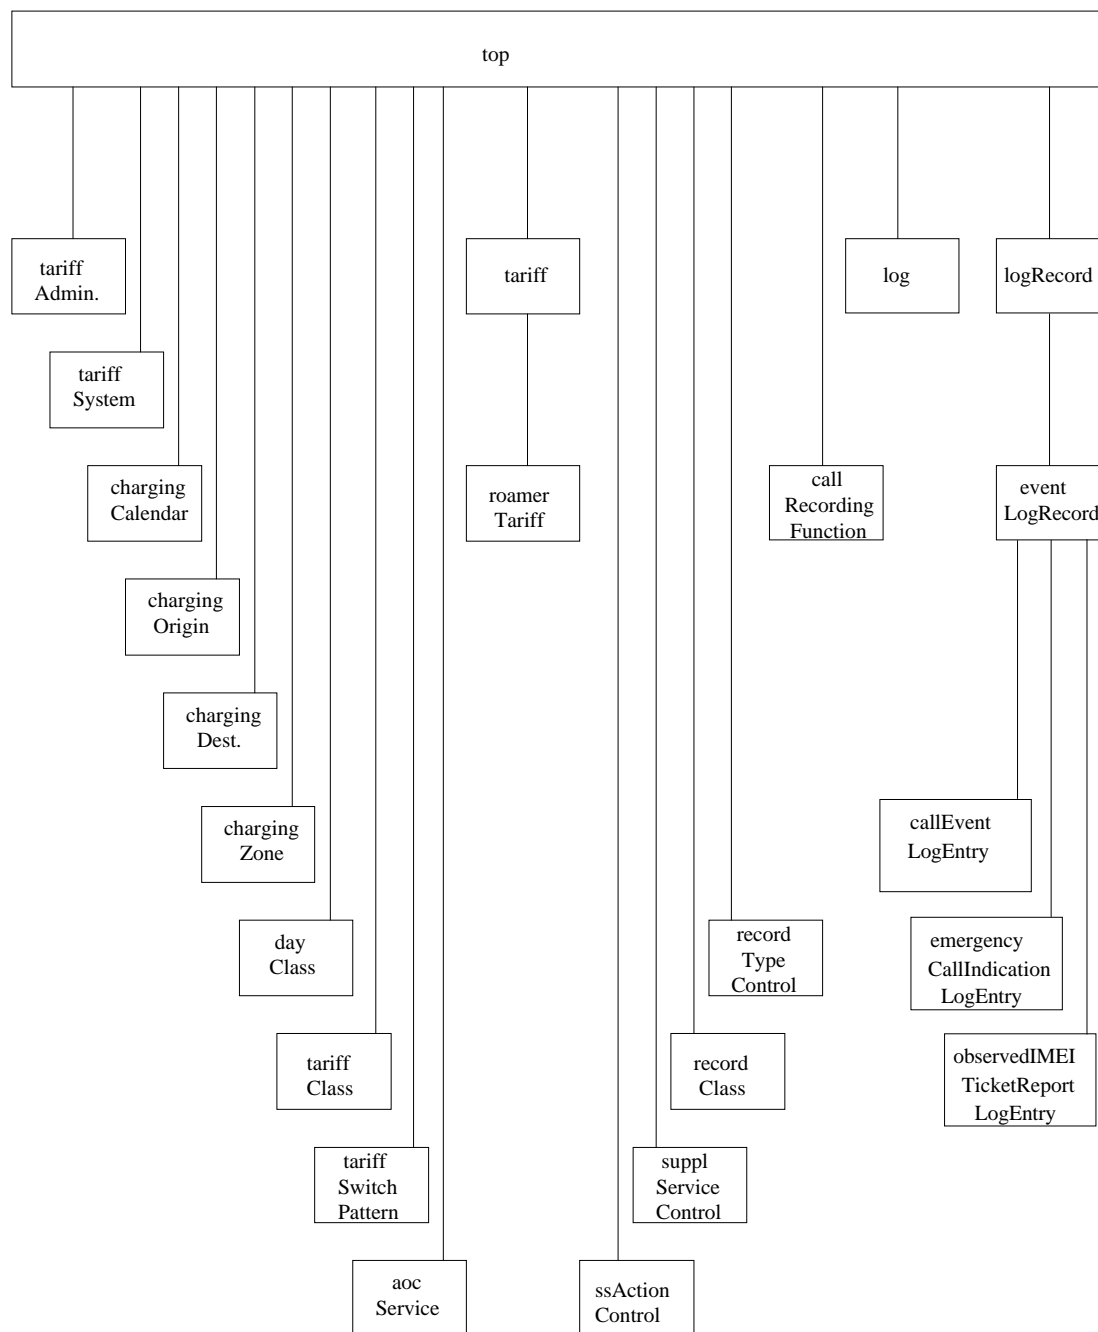 top
tariff
Admin.
tariff
log
logRecord
tariff
System
charging
Calendar
roamer
Tariff
call
Recording
Function
event
LogRecord
charging
Origin
charging
Dest.
charging
Zone
callEvent
LogEntry
day
Class
record
Type
Control
emergency
CallIndication
LogEntry
tariff
Class
record
Class
observedIMEI
TicketReport
LogEntry
tariff
Switch
Pattern
suppl
Service
Control
aoc
Service
ssAction
Control